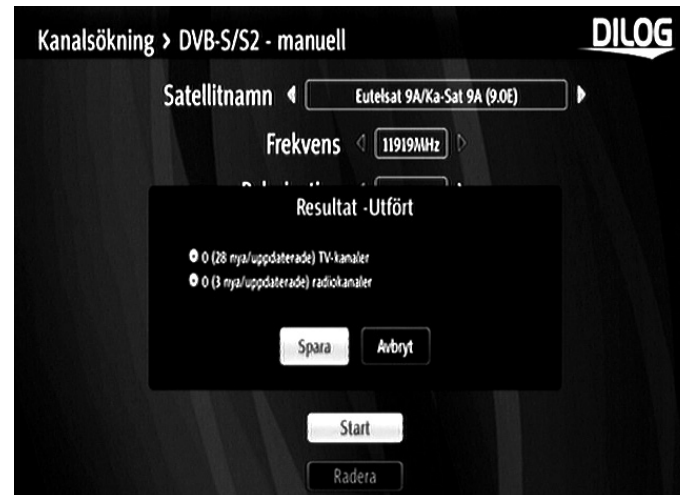 Kanalsökning > DVB-S/S2 - manuell
DILOG
Satellitnamn
Eutelsat 9A/Ka-Sat 9A (9.0E)
Frekvens
11919MHz
Resultat -Utfört
0 (28 nya/uppdaterade) TV-kanaler
0 (3 nya/uppdaterade) radiokanaler
Spara
Avbryt
Start
Radera